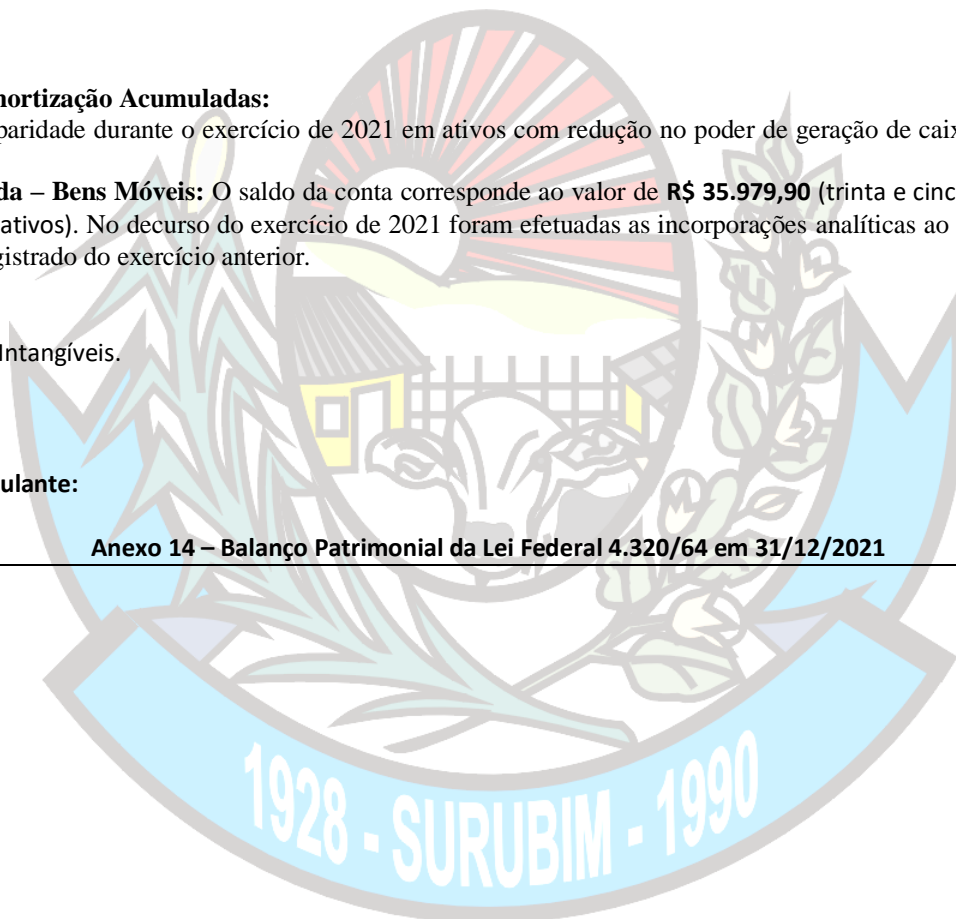 nortização Acumuladas:
paridade durante o exercício de 2021 em ativos com redução no poder de geração de caix
da – Bens Móveis: O saldo da conta corresponde ao valor de R$ 35.979,90 (trinta e cinc
ativos). No decurso do exercício de 2021 foram efetuadas as incorporações analíticas ao
gistrado do exercício anterior.
Intangíveis.
ulante:
Anexo 14 – Balanço Patrimonial da Lei Federal 4.320/64 em 31/12/2021
1928 - SURUBIM - 1990